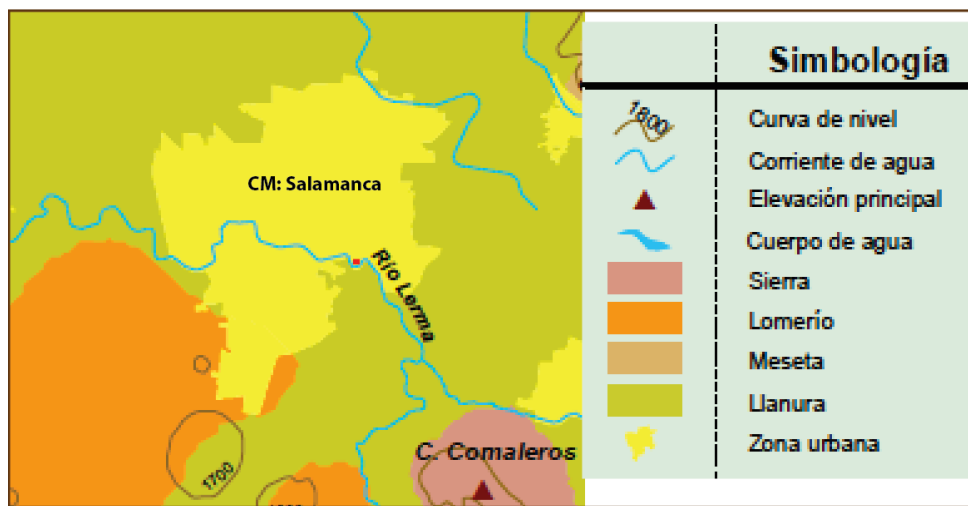 CM: Salamanca
Río Lerma
C. Comaleros
1700
Simbología
1800
Curva de nivel
Corriente de agua
Elevación principal
Cuerpo de agua
Sierra
Lomerío
Meseta
Llanura
Zona urbana